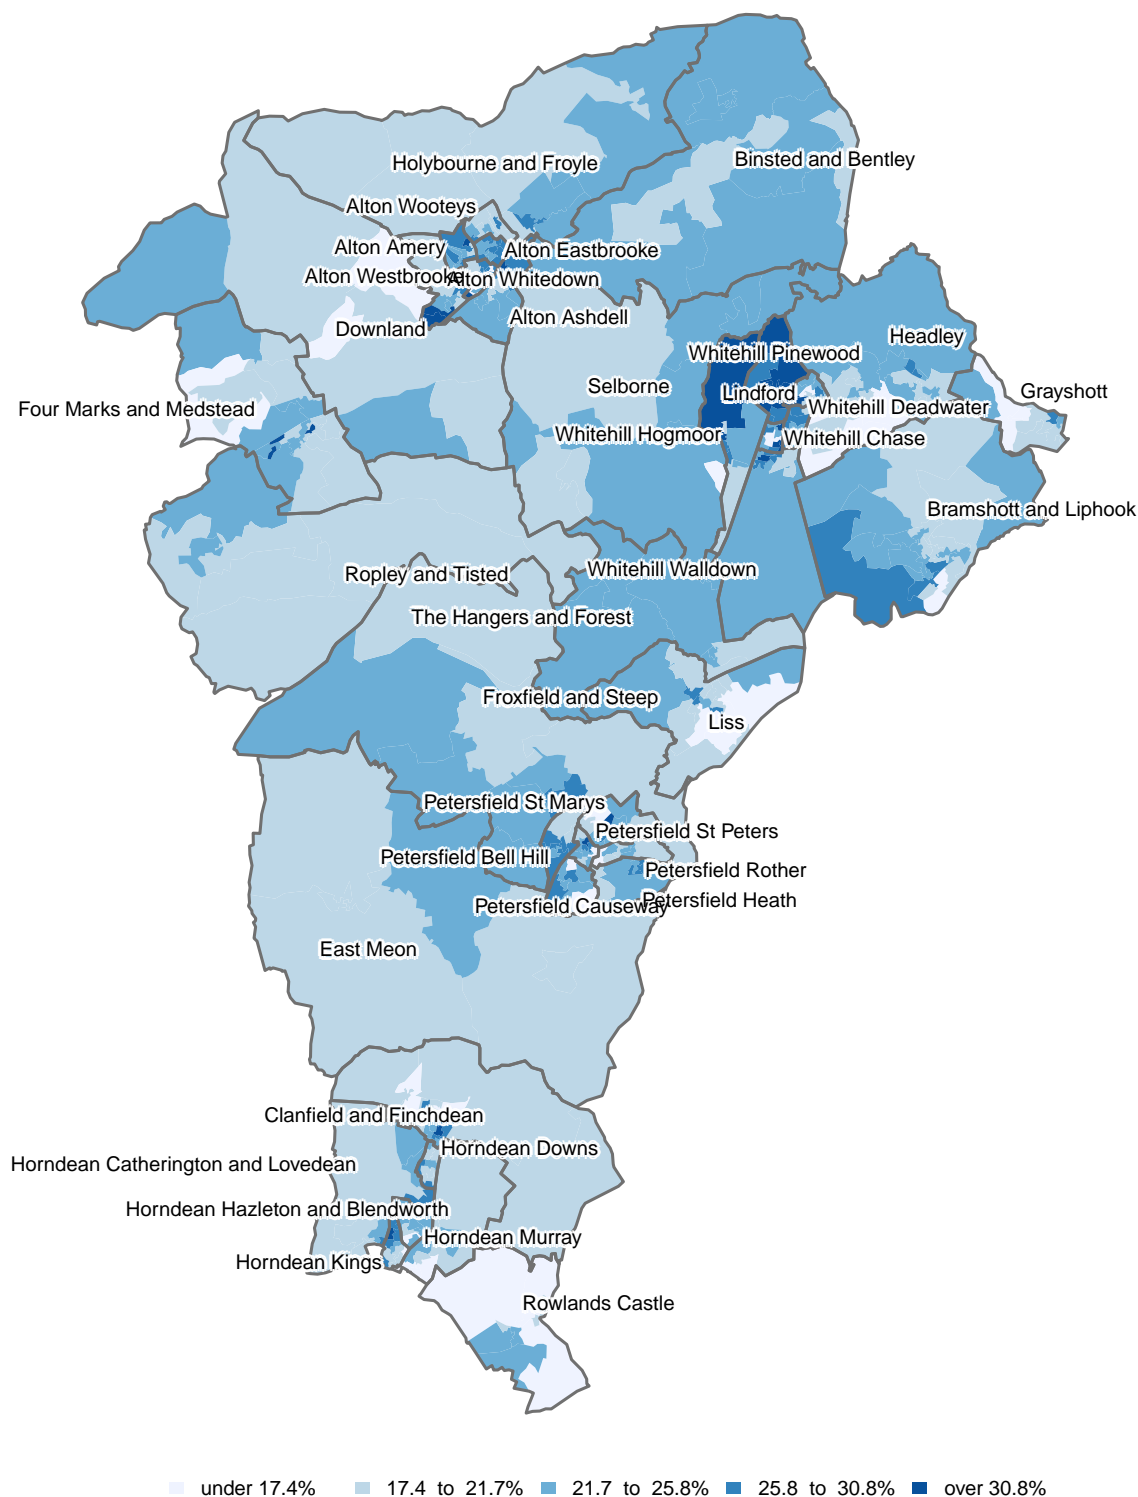 Holybourne and Froyle
Binsted and Bentley
Alton Wooteys
Alton Amery
Alton Eastbrooke
Alton Westbrooke
Alton Whitedown
Alton Ashdell
Downland
Headley
Whitehill Pinewood
Selborne
Lindford
Grayshott
Four Marks and Medstead
Whitehill Deadwater
Whitehill Hogmoor
Whitehill Chase
Bramshott and Liphook
Ropley and Tisted
Whitehill Walldown
The Hangers and Forest
Froxfield and Steep
Liss
Petersfield St Marys
Petersfield St Peters
Petersfield Bell Hill
Petersfield Rother
Petersfield Heath
Petersfield Causeway
East Meon
Clanfield and Finchdean
Horndean Downs
Horndean Catherington and Lovedean
Horndean Hazleton and Blendworth
Horndean Murray
Horndean Kings
Rowlands Castle
under 17.4% 17.4 to 21.7% 21.7 to 25.8% 25.8 to 30.8% over 30.8%